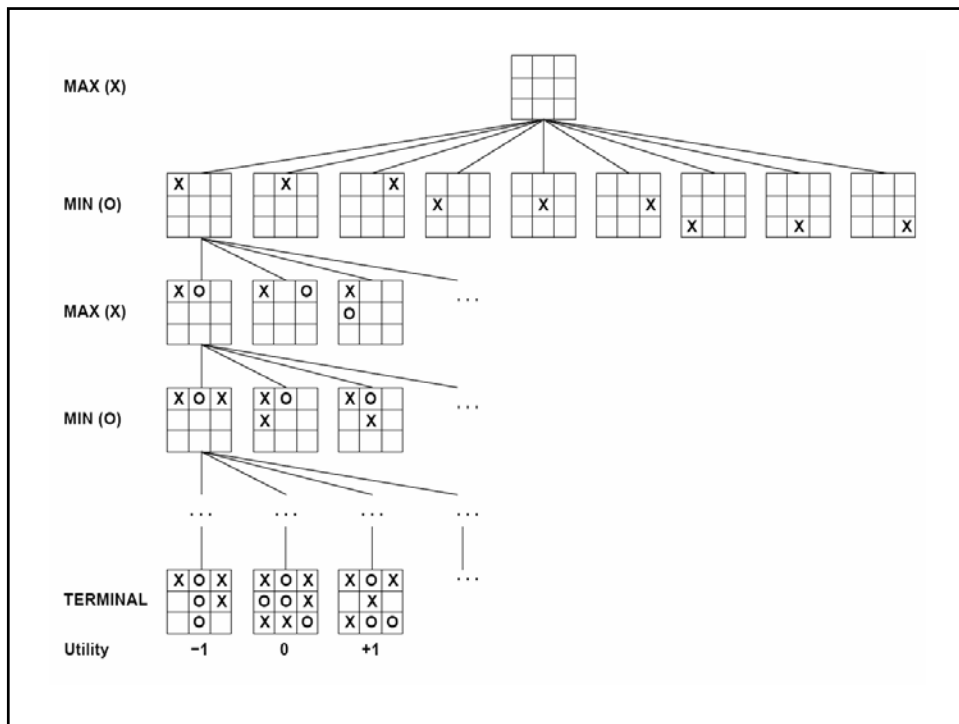 MAX (X)
MIN (O)
X X X X X X X X X
MAX (X)
X O X O X
O
...
MIN (O)
X O X X O X O
X X
...
... ... ... ...
TERMINAL
X O X X O X X O X
O X O O X X
O X X O X O O
...
Utility −1 0 +1